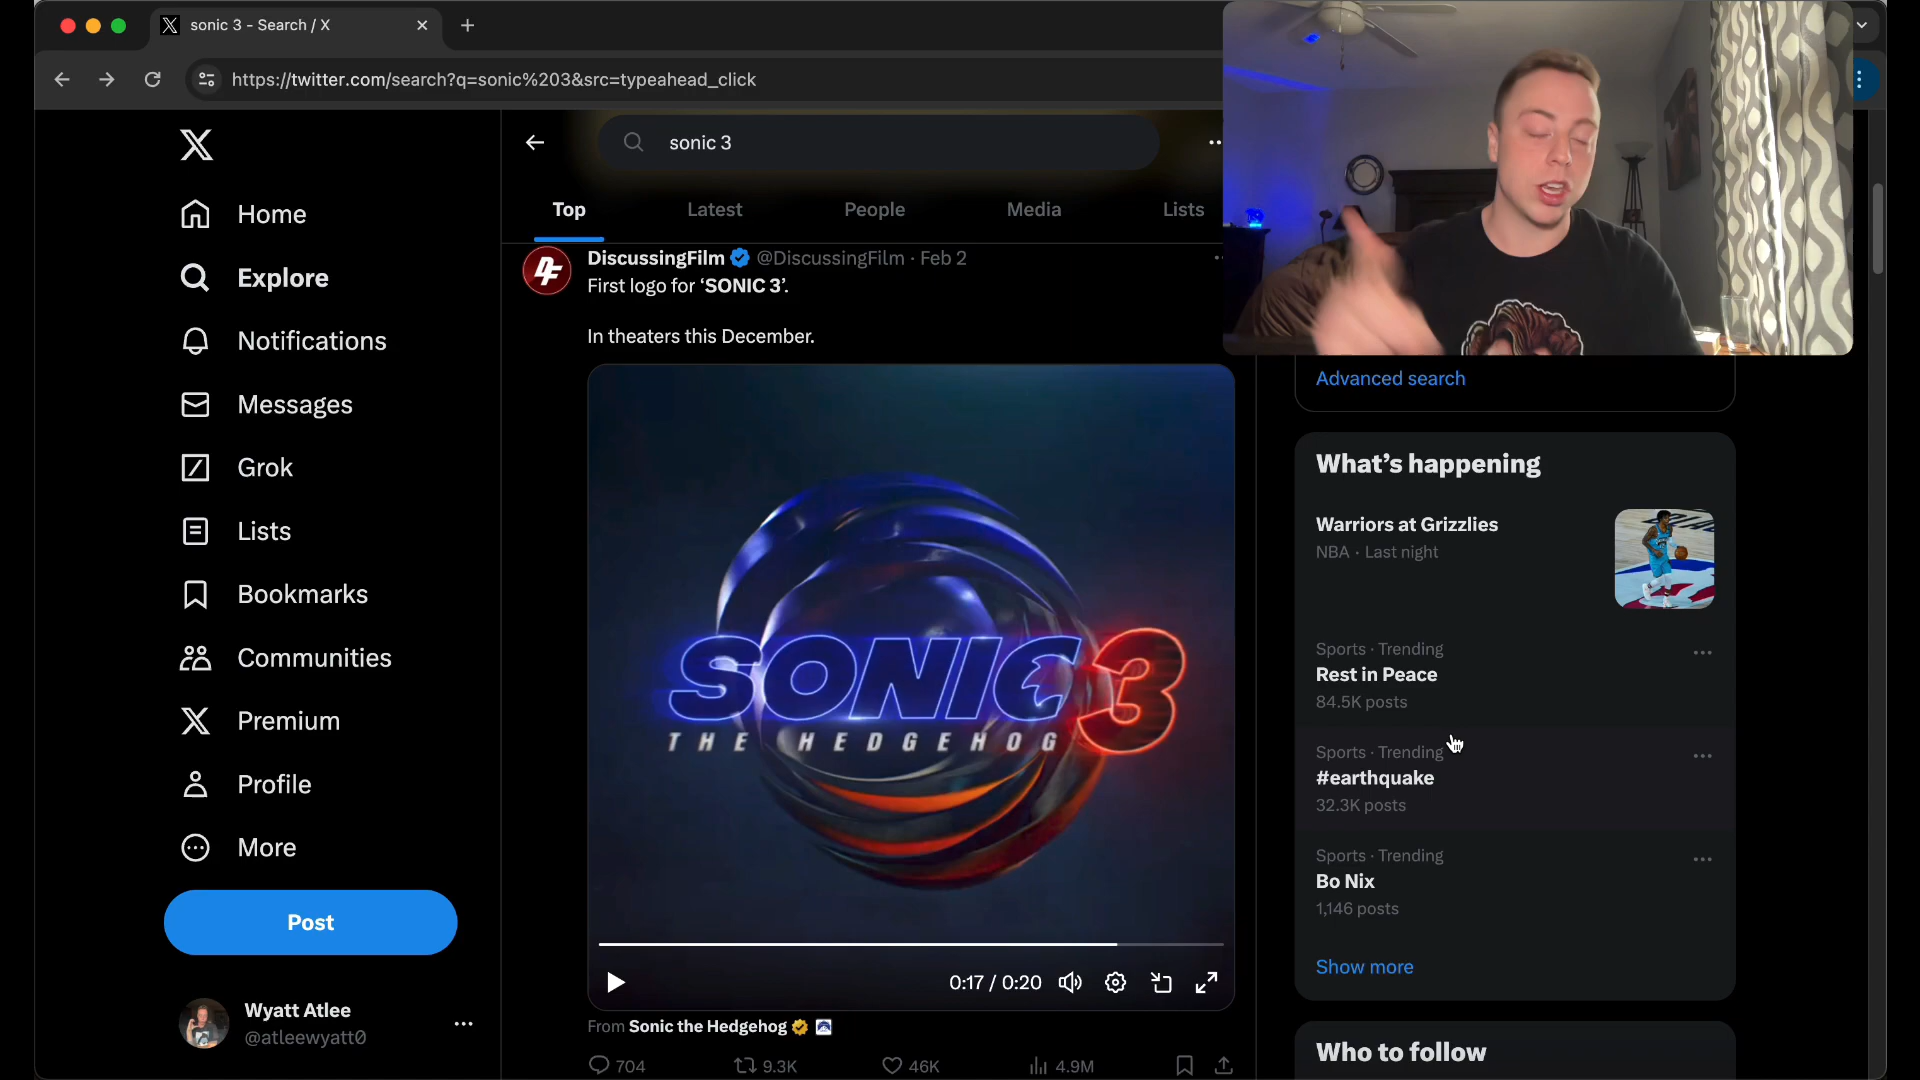 sonic 3 - Search / X
https://twitter.com/search?q=sonic%203&src=typeahead_click
sonic 3
Home
Explore
Notifications
Messages
Grok
Lists
Bookmarks
Communities
Premium
Profile
More
Post
Wyatt Atlee
@atleewyatt0
Top
Latest
People
Media
Lists
DiscussingFilm @DiscussingFilm · Feb 2
First logo for ‘SONIC 3’.
In theaters this December.
SONIC 3
THE HEDGEHOG
0:17 / 0:20
From Sonic the Hedgehog
704
9.3K
46K
4.9M
Advanced search
What’s happening
Warriors at Grizzlies
NBA · Last night
Sports · Trending
Rest in Peace
84.5K posts
Sports · Trending
#earthquake
32.3K posts
Sports · Trending
Bo Nix
1,146 posts
Show more
Who to follow